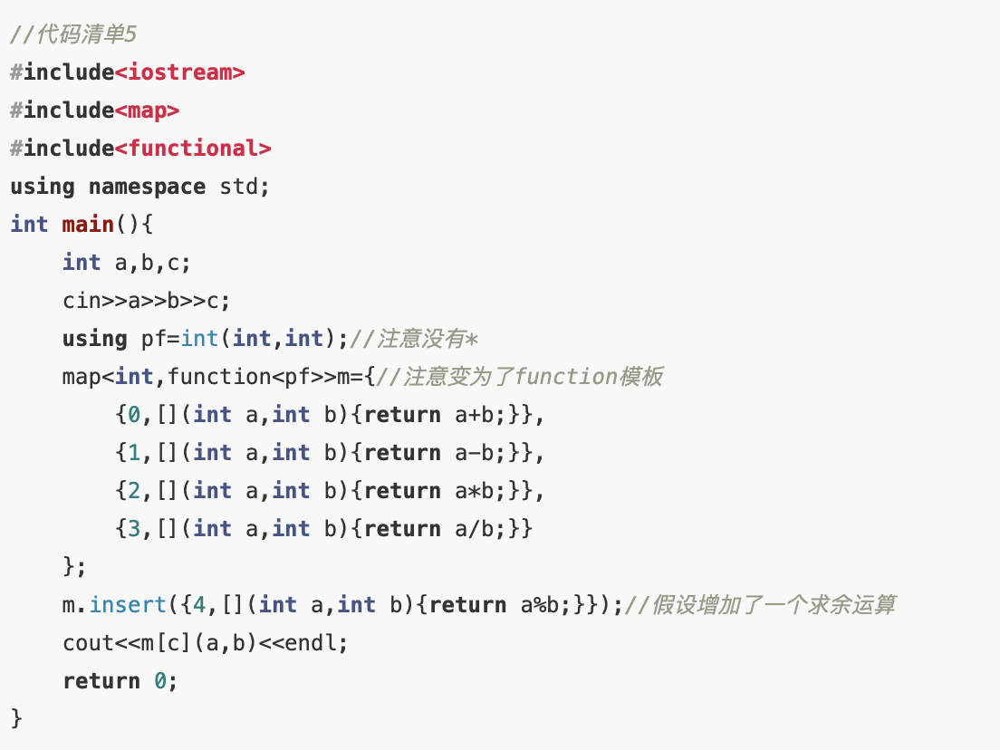 //代码清单5
#include<iostream>
#include<map>
#include<functional>
using namespace std;
int main(){
    int a,b,c;
    cin>>a>>b>>c;
    using pf=int(int,int);//注意没有*
    map<int,function<pf>>m={//注意变为了function模板
        {0,[](int a,int b){return a+b;}},
        {1,[](int a,int b){return a-b;}},
        {2,[](int a,int b){return a*b;}},
        {3,[](int a,int b){return a/b;}}
    };
    m.insert({4,[](int a,int b){return a%b;}});//假设增加了一个求余运算
    cout<<m[c](a,b)<<endl;
    return 0;
}